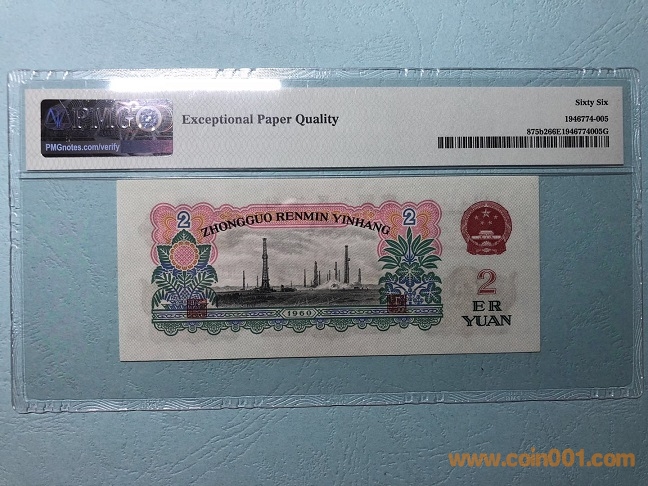 PMG
PMGnotes.com/verify
Exceptional Paper Quality
Sixty Six
1946774-005
875b266E1946774005G
2
2
ZHONGGUO RENMIN YINHANG
1960
2
ER
YUAN
www.coin001.com